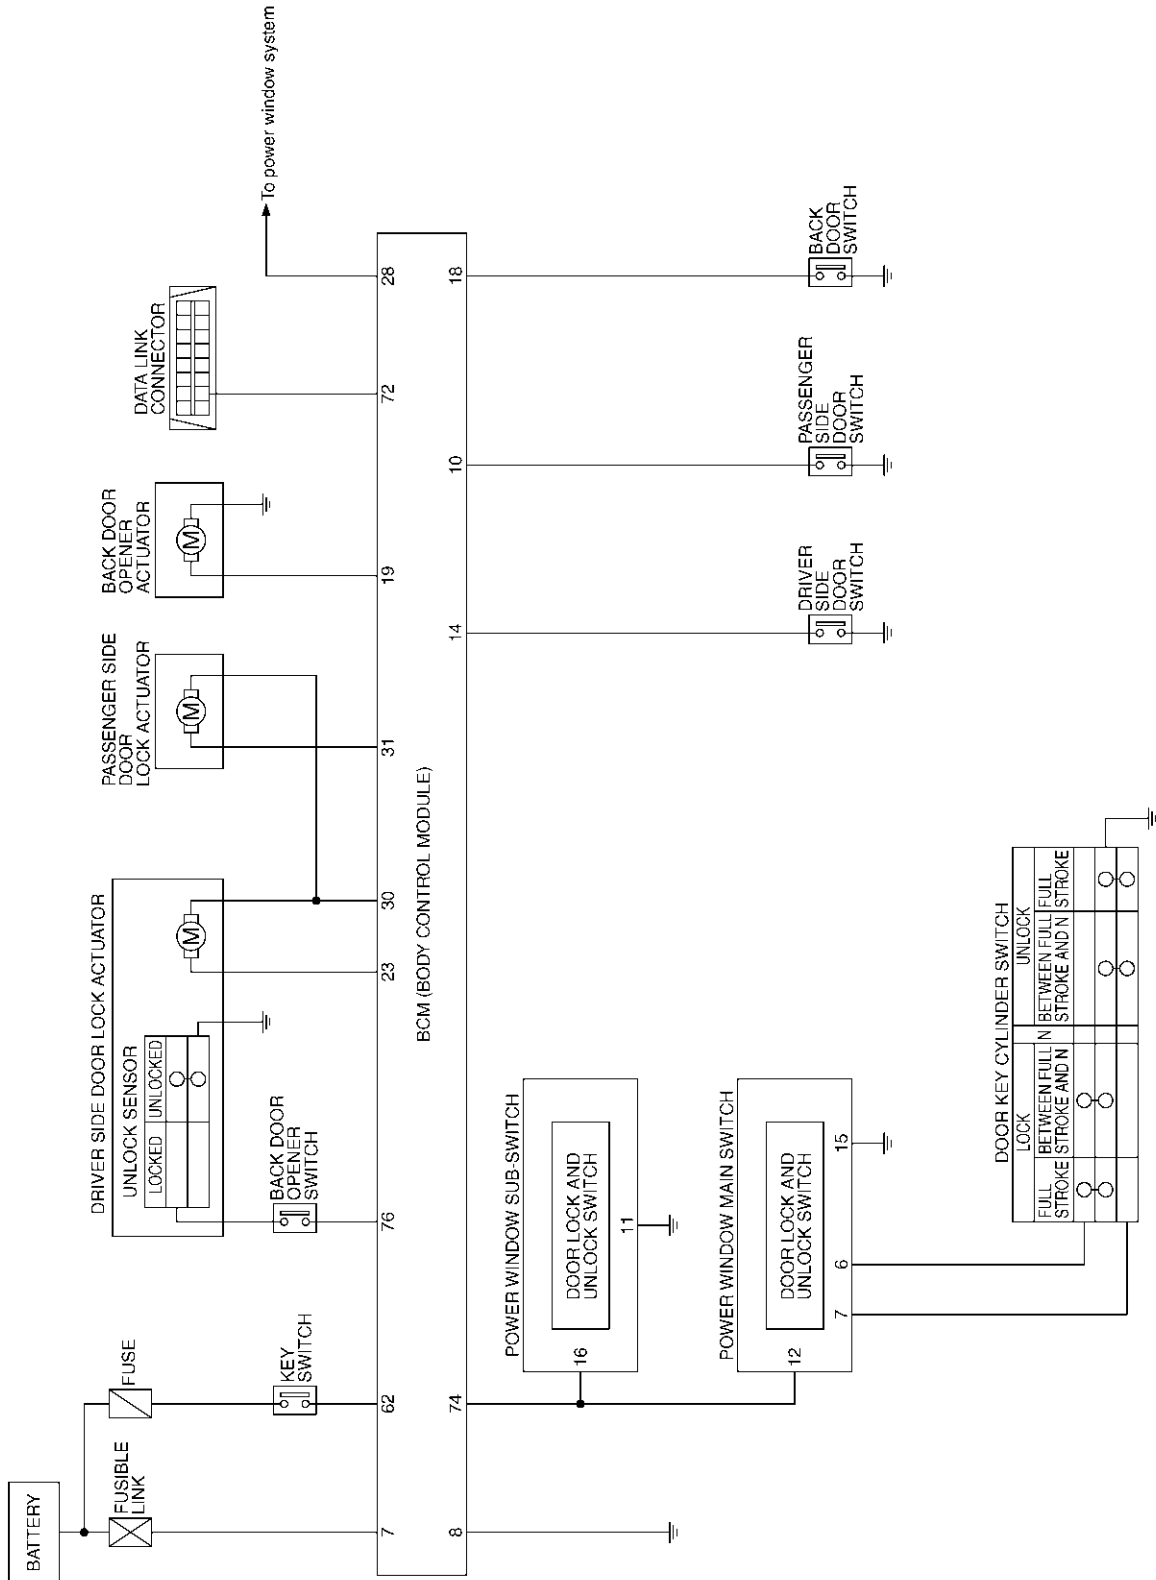 BATTERY
FUSIBLE
LINK
FUSE
KEY
SWITCH
DRIVER SIDE DOOR LOCK ACTUATOR
UNLOCK SENSOR
LOCKED
UNLOCKED
M
BACK DOOR
OPENER
SWITCH
PASSENGER SIDE
DOOR
LOCK ACTUATOR
M
BACK DOOR
OPENER
ACTUATOR
M
DATA LINK
CONNECTOR
To power window system
7
62
76
23
30
31
19
72
28
BCM (BODY CONTROL MODULE)
8
74
14
10
18
POWER WINDOW SUB-SWITCH
16
DOOR LOCK AND
UNLOCK SWITCH
11
POWER WINDOW MAIN SWITCH
12
DOOR LOCK AND
UNLOCK SWITCH
7
6
15
DRIVER
SIDE
DOOR
SWITCH
PASSENGER
SIDE
DOOR
SWITCH
BACK
DOOR
SWITCH
DOOR KEY CYLINDER SWITCH
LOCK
N
UNLOCK
FULL
STROKE
BETWEEN FULL
STROKE AND N
BETWEEN FULL
STROKE AND N
FULL
STROKE